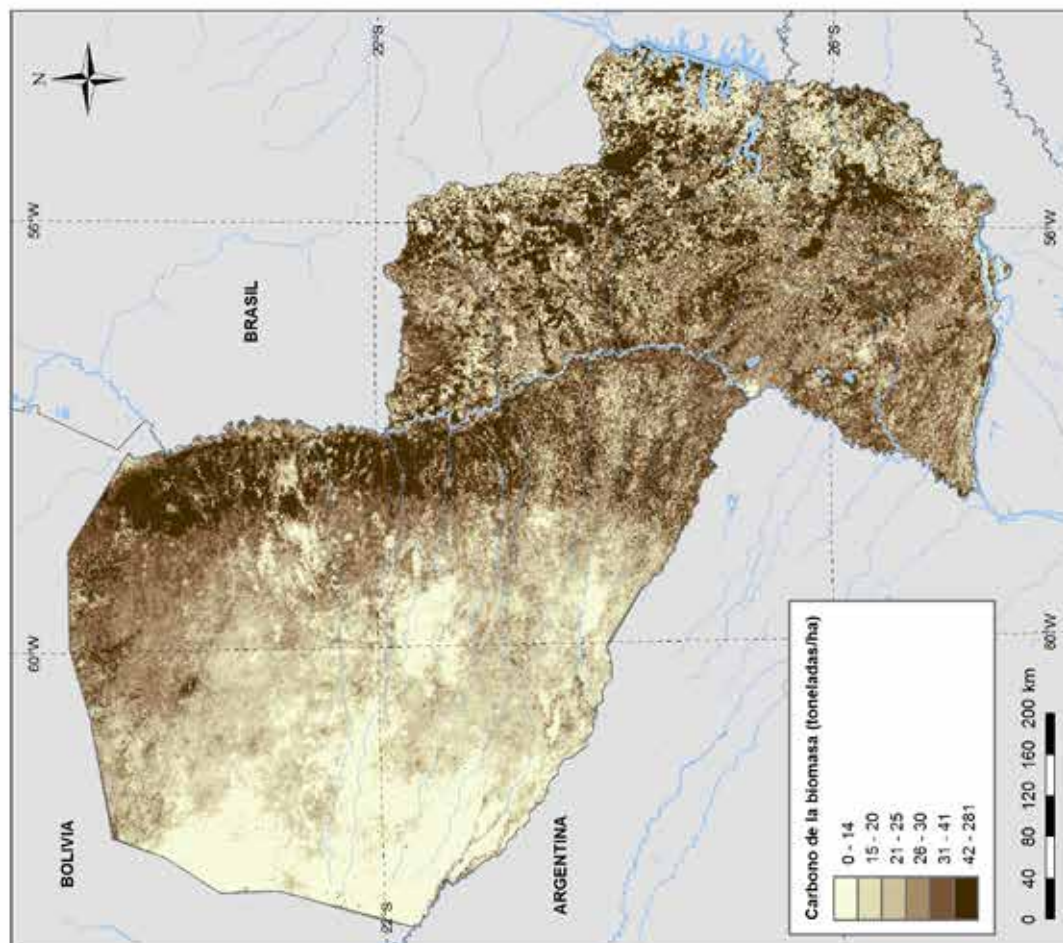 N
22°S
26°S
56°W
BRASIL
BOLIVIA
60°W
22°S
ARGENTINA
56°W
60°W
Carbono de la biomasa (toneladas/ha)
0 - 14
15 - 20
21 - 25
26 - 30
31 - 41
42 - 281
0 40 80 120 160 200 km